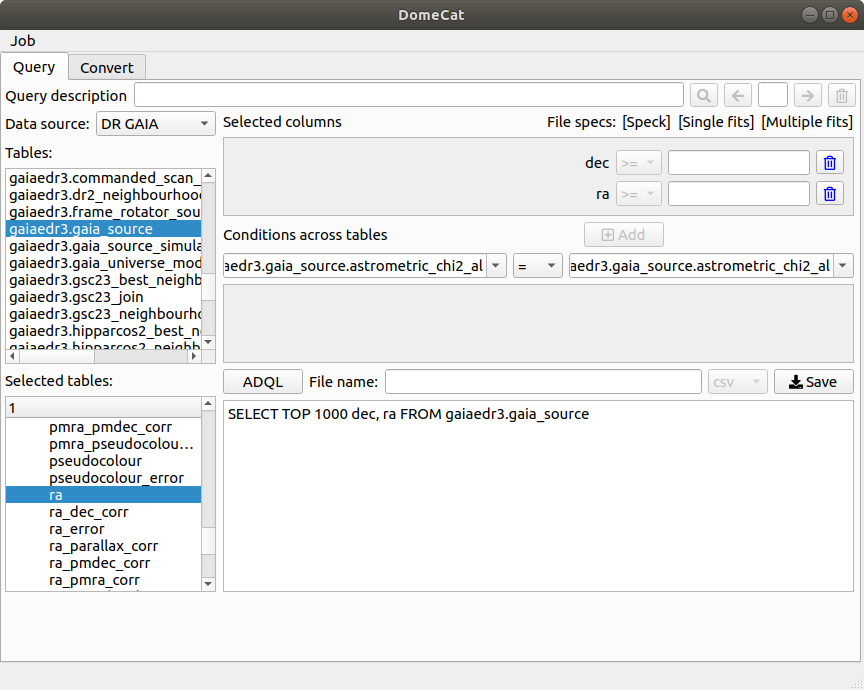 DomeCat
Job
Query
Convert
Query description
Data source: DR GAIA
Selected columns
File specs: [Speck] [Single fits] [Multiple fits]
Tables:
gaiaedr3.commanded_scan_
gaiaedr3.dr2_neighbourhoo
gaiaedr3.frame_rotator_sou
gaiaedr3.gaia_source
gaiaedr3.gaia_source_simula
gaiaedr3.gaia_universe_mod
gaiaedr3.gsc23_best_neighb
gaiaedr3.gsc23_join
gaiaedr3.gsc23_neighbourho
gaiaedr3.hipparcos2_best_n
gaiaedr3.hipparcos2_neighb
dec >=
ra >=
Conditions across tables
Add
aedr3.gaia_source.astrometric_chi2_al = aedr3.gaia_source.astrometric_chi2_al
Selected tables:
1
pmra_pmdec_corr
pmra_pseudocolou...
pseudocolour
pseudocolour_error
ra
ra_dec_corr
ra_error
ra_parallax_corr
ra_pmdec_corr
ra_pmra_corr
ADQL File name: csv Save
SELECT TOP 1000 dec, ra FROM gaiaedr3.gaia_source